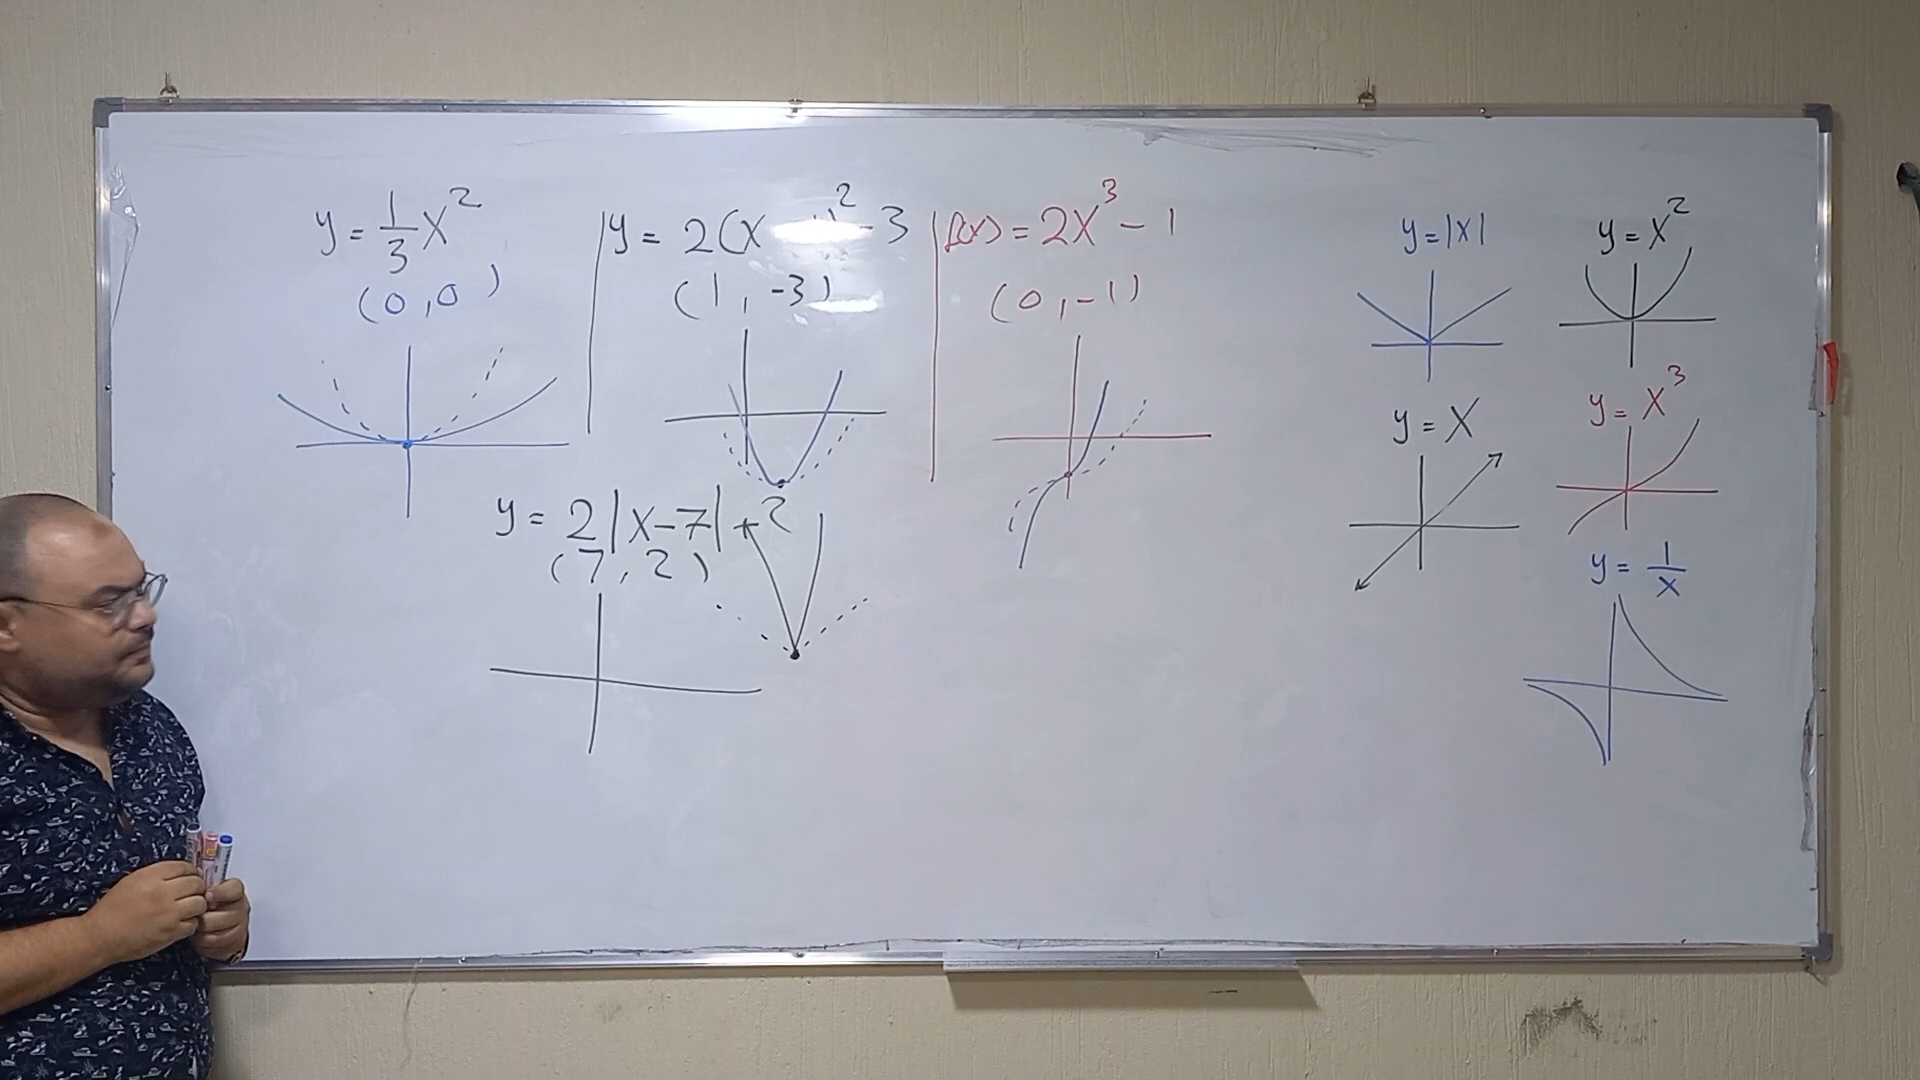 y = 1/3 x²
(0,0)
y = 2(x )² - 3
(1, -3)
f(x) = 2x³ - 1
(0, -1)
y = 2|x-7| + 2
(7, 2)
y = |x|
y = x²
y = x
y = x³
y = 1/x